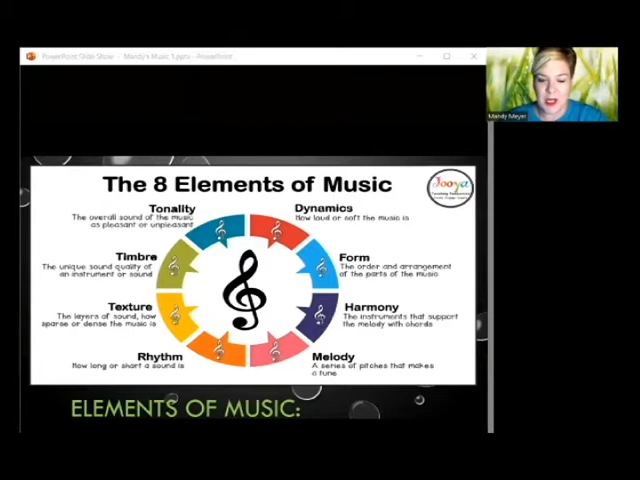 PowerPoint Slide Show - Mandy's Music 1.pptx - PowerPoint
Mandy Meyer
The 8 Elements of Music
Jooya
Tonality
The overall sound of the music
as pleasant or unpleasant
Dynamics
How loud or soft the music is
Timbre
The unique sound quality of
an instrument or sound
Form
The order and arrangement
of the parts of the music
Texture
The layers of sound, how
sparse or dense the music is
Harmony
The instruments that support
the melody with chords
Rhythm
How long or short a sound is
Melody
A series of pitches that makes
a tune
ELEMENTS OF MUSIC: